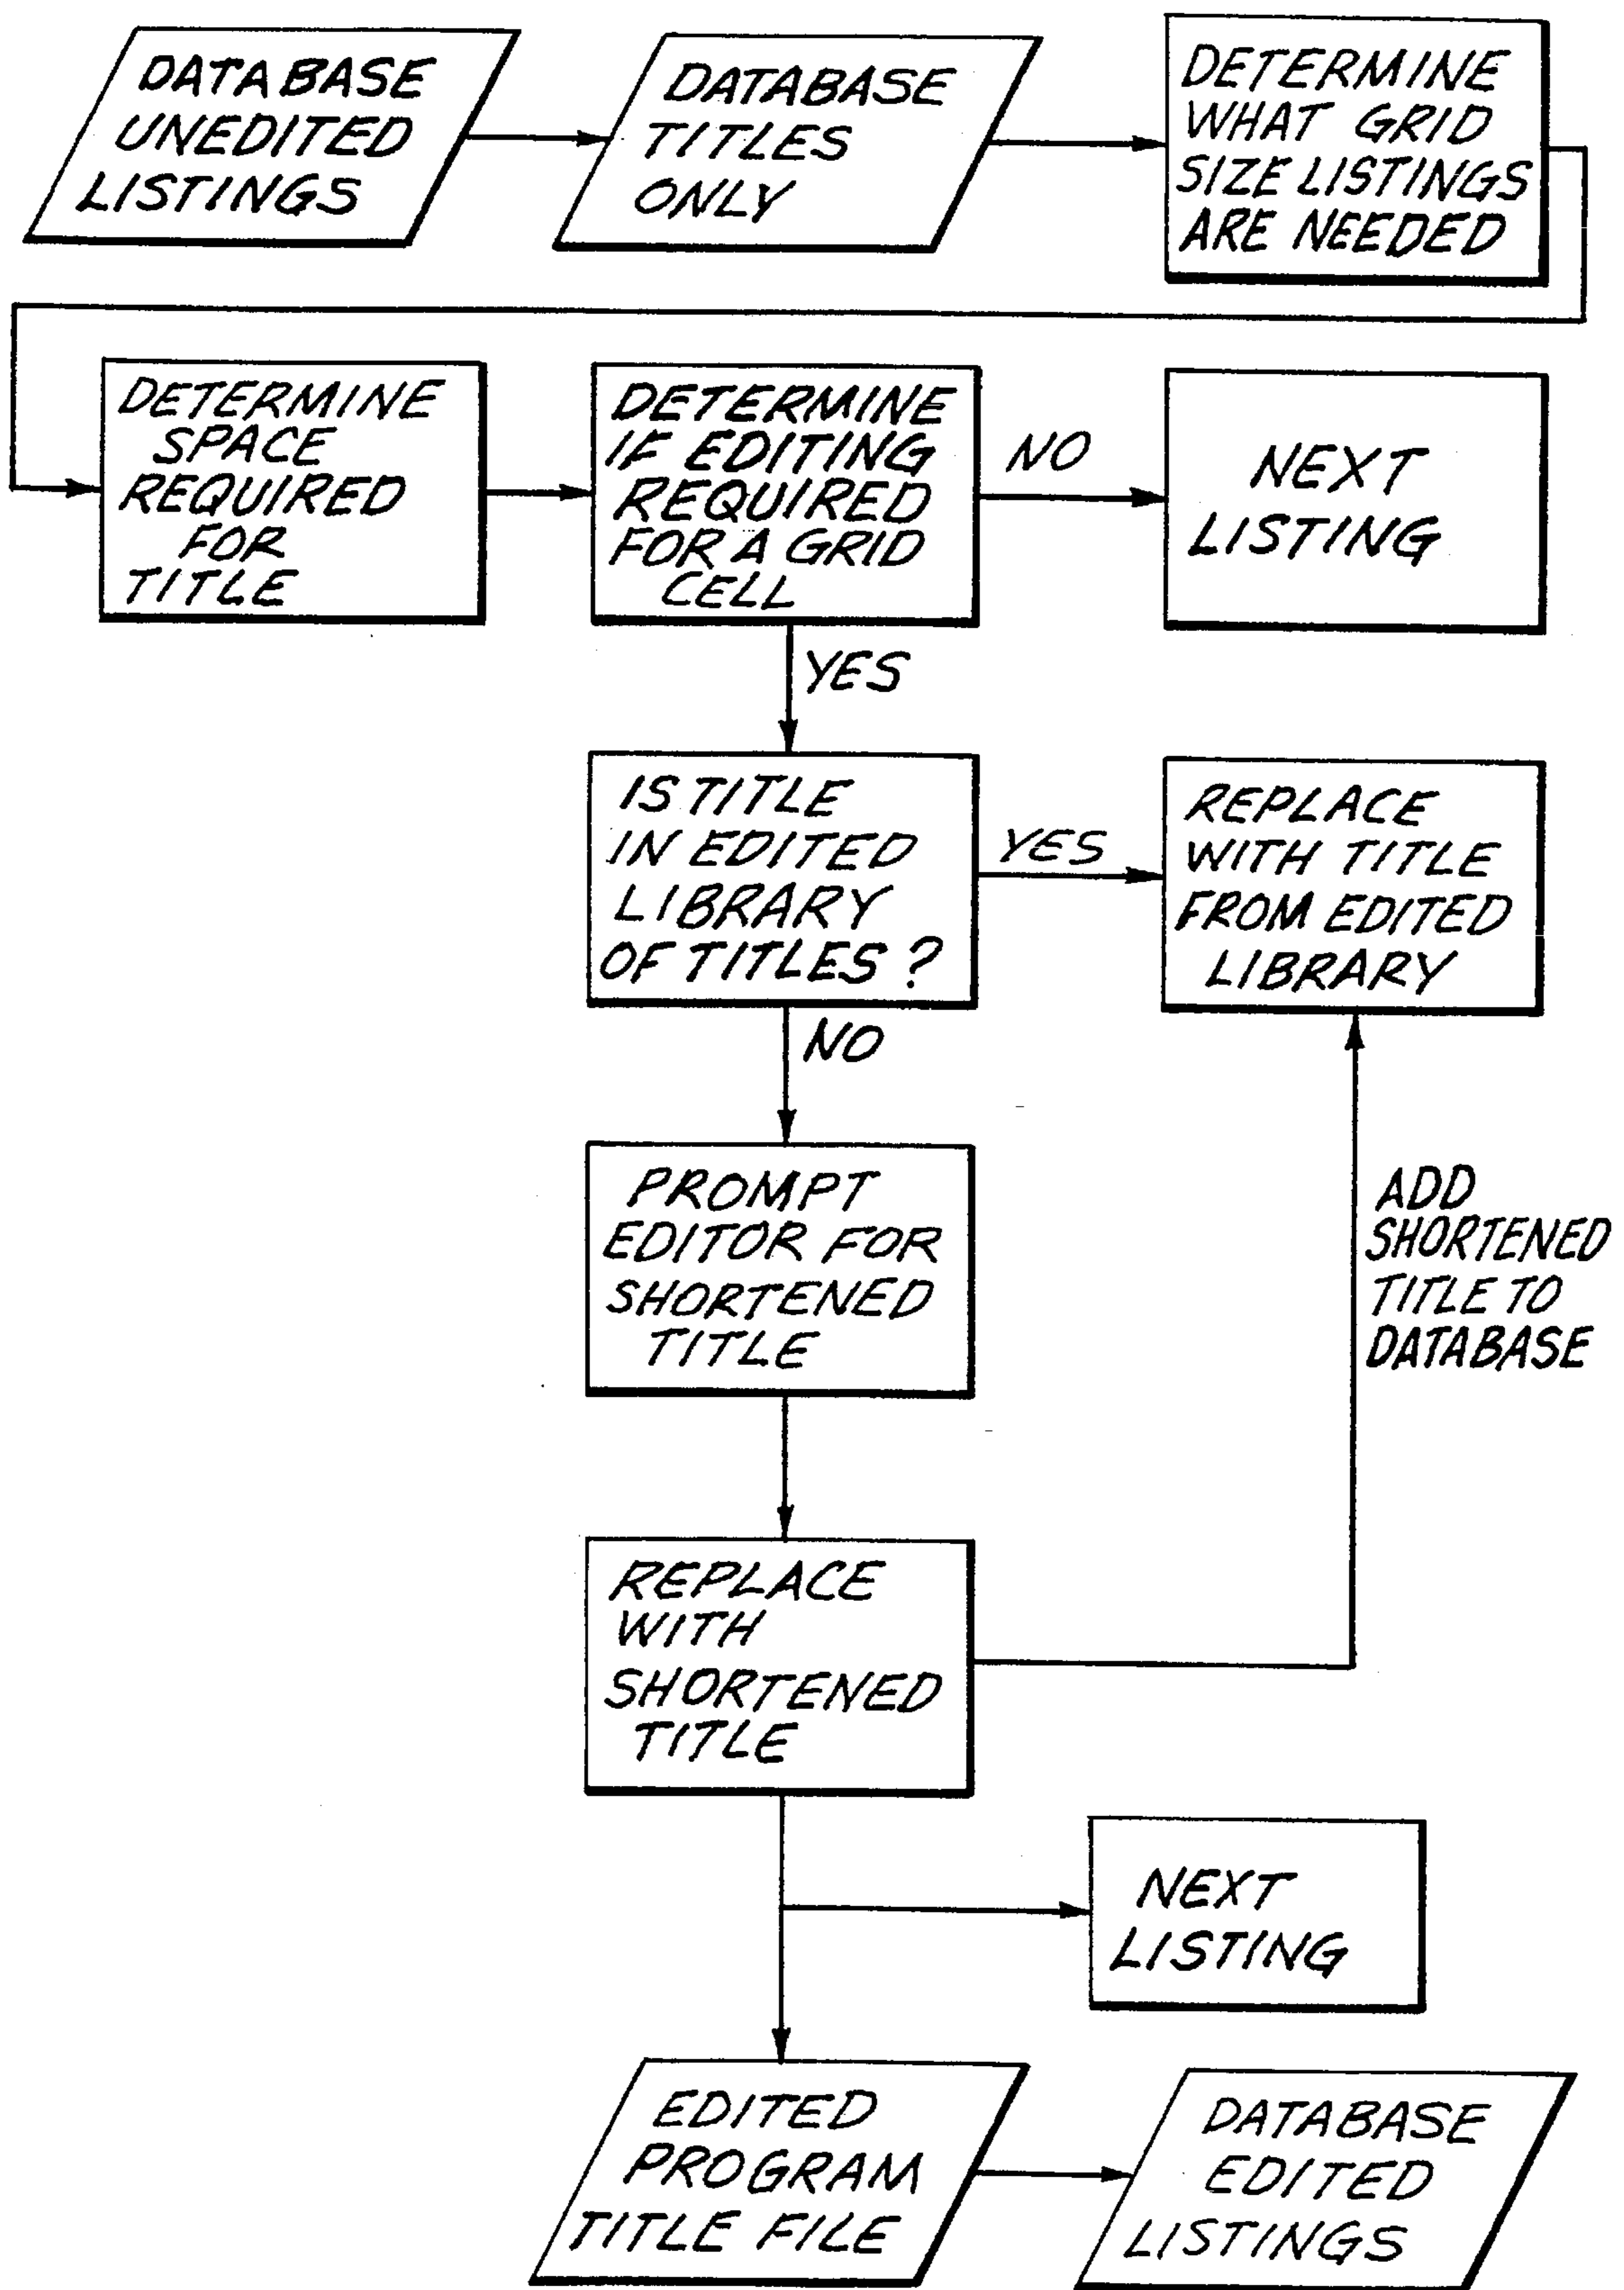 DATABASE
UNEDITED
LISTINGS
DATABASE
TITLES
ONLY
DETERMINE
WHAT GRID
SIZE LISTINGS
ARE NEEDED
DETERMINE
SPACE
REQUIRED
FOR
TITLE
DETERMINE
IF EDITING
REQUIRED
FOR A GRID
CELL
NO
NEXT
LISTING
YES
IS TITLE
IN EDITED
LIBRARY
OF TITLES?
YES
REPLACE
WITH TITLE
FROM EDITED
LIBRARY
NO
PROMPT
EDITOR FOR
SHORTENED
TITLE
ADD
SHORTENED
TITLE TO
DATABASE
REPLACE
WITH
SHORTENED
TITLE
NEXT
LISTING
EDITED
PROGRAM
TITLE FILE
DATABASE
EDITED
LISTINGS